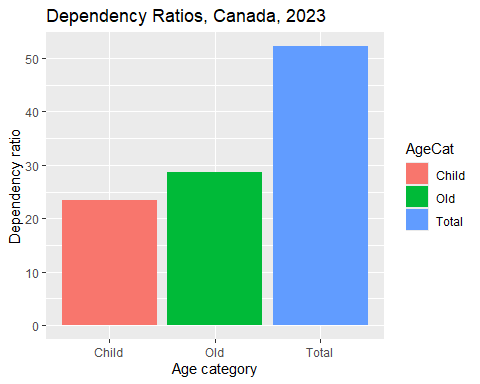 Dependency Ratios, Canada, 2023
Dependency ratio
50
40
30
20
10
0
Child Old Total
Age category
AgeCat
Child
Old
Total